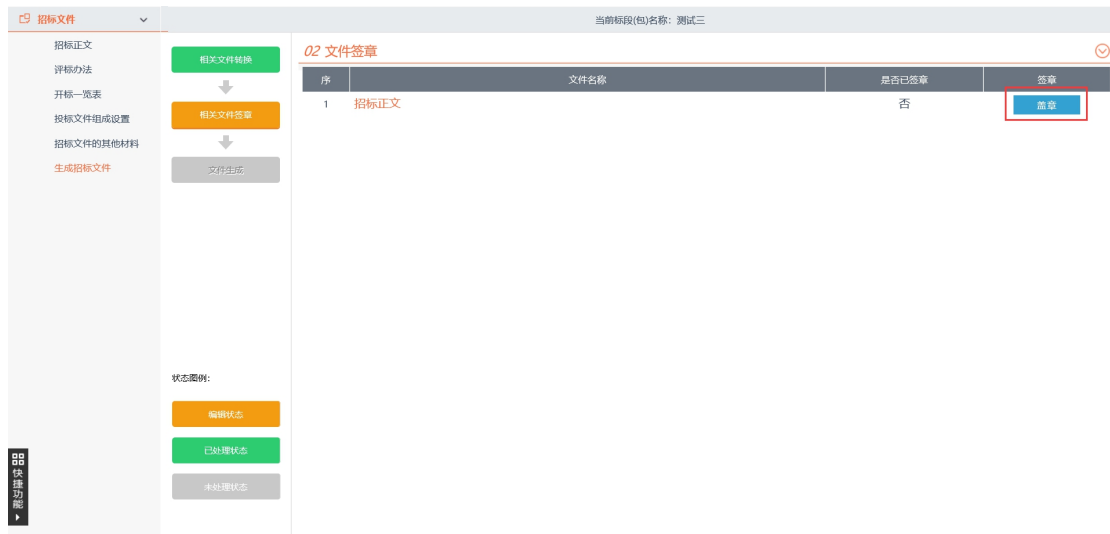 招标文件
当前标段(包)名称：测试三
招标正文
评标办法
开标一览表
投标文件组成设置
招标文件的其他材料
生成招标文件
相关文件转换
相关文件签章
文件生成
状态图例：
编辑状态
已处理状态
未处理状态
02 文件签章
序 文件名称 是否已签章 签章
1 招标正文 否 盖章
快捷功能